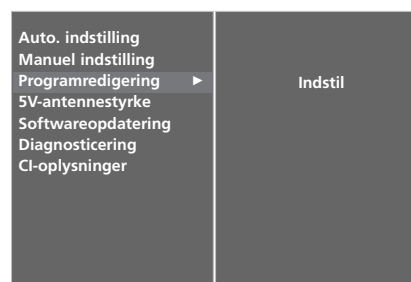 Auto. indstilling
Manuel indstilling
Programredigering ►
Indstil
5V-antennestyrke
Softwareopdatering
Diagnosticering
CI-oplysninger